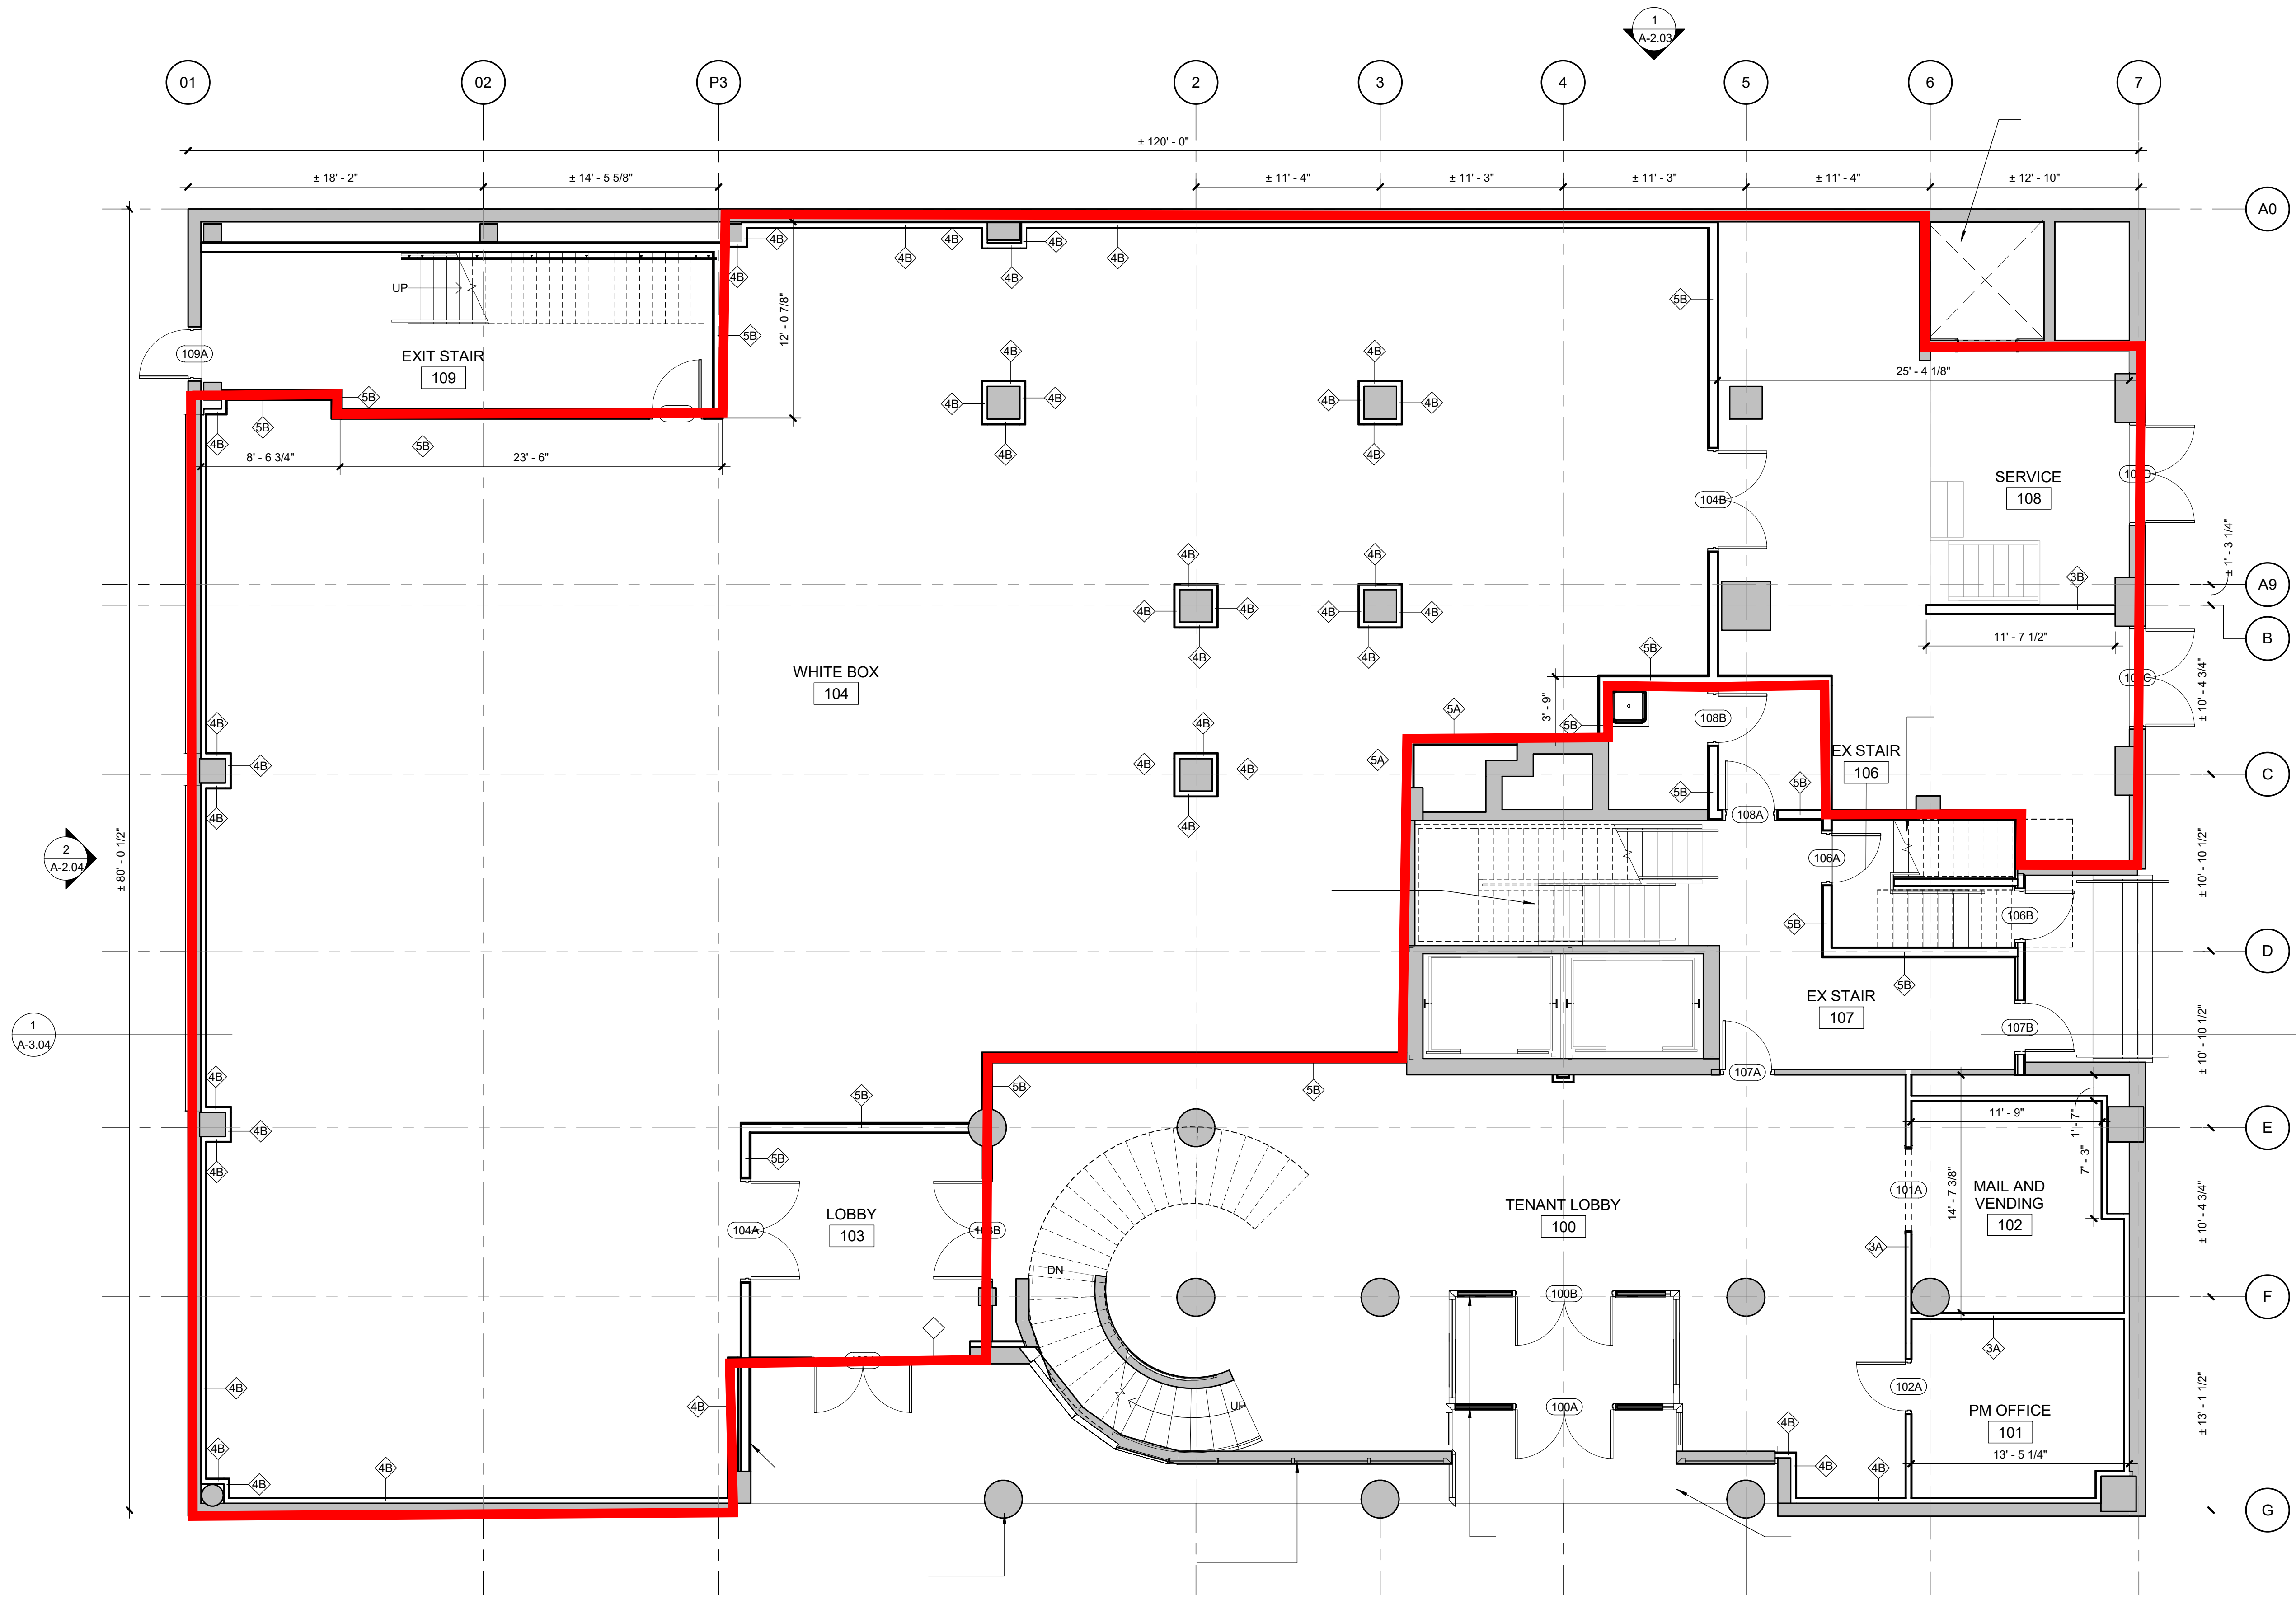 1
A-2.03
01
02
P3
2
3
4
5
6
7
± 120' - 0"
± 18' - 2"
± 14' - 5 5/8"
± 11' - 4"
± 11' - 3"
± 11' - 3"
± 11' - 4"
± 12' - 10"
A0
4B
4B
4B
4B
4B
4B
4B
UP
5B
5B
12' - 0 7/8"
109A
EXIT STAIR
109
4B
4B
25' - 4 1/8"
5B
4B
4B
4B
4B
5B
4B
5B
4B
4B
8' - 6 3/4"
23' - 6"
SERVICE
108
104B
± 1' - 3 1/4"
4B
4B
3B
A9
4B
4B
4B
4B
B
11' - 7 1/2"
4B
4B
5B
WHITE BOX
104
± 10' - 4 3/4"
3' - 9"
5A
5B
108B
4B
4B
EX STAIR
106
4B
4B
4B
5A
C
5B
5B
4B
4B
108A
2
A-2.04
± 80' - 0 1/2"
106A
± 10' - 10 1/2"
5B
106B
D
5B
EX STAIR
107
107B
1
A-3.04
± 10' - 10 1/2"
107A
4B
5B
5B
5B
11' - 9"
1' - 7"
4B
E
5B
4B
7' - 3"
14' - 7 3/8"
101A
MAIL AND
VENDING
102
TENANT LOBBY
100
LOBBY
103
104A
± 10' - 4 3/4"
3A
DN
100B
F
3A
4B
102A
4B
UP
100A
PM OFFICE
101
± 13' - 1 1/2"
4B
4B
13' - 5 1/4"
4B
4B
4B
4B
G